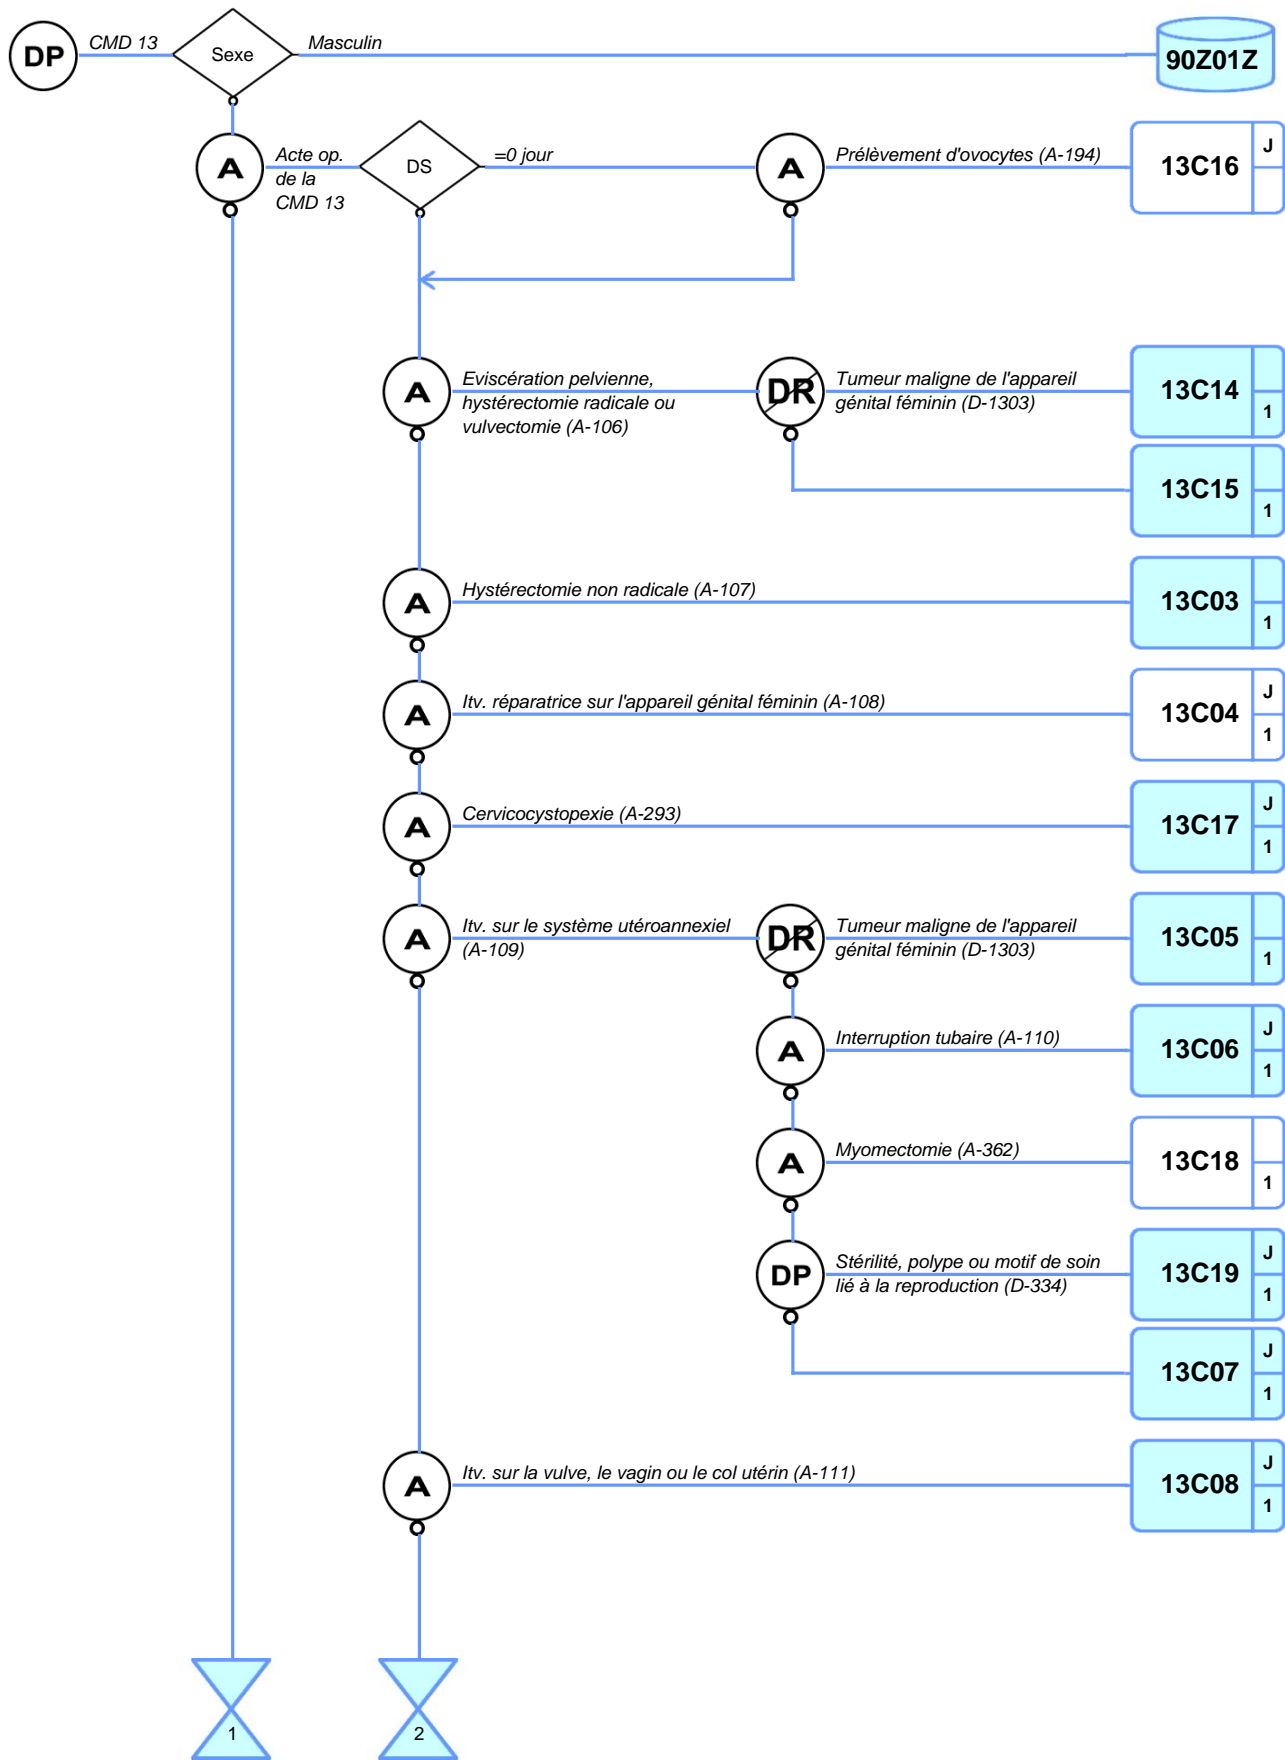 DP
CMD 13
Sexe
Masculin
90Z01Z
A
Acte op.
de la
CMD 13
DS
=0 jour
A
Prélèvement d'ovocytes (A-194)
13C16
J
A
Eviscération pelvienne,
hystérectomie radicale ou
vulvectomie (A-106)
DR
Tumeur maligne de l'appareil
génital féminin (D-1303)
13C14
1
13C15
1
A
Hystérectomie non radicale (A-107)
13C03
1
A
Itv. réparatrice sur l'appareil génital féminin (A-108)
13C04
J
1
A
Cervicocystopexie (A-293)
13C17
J
1
A
Itv. sur le système utéroannexiel
(A-109)
DR
Tumeur maligne de l'appareil
génital féminin (D-1303)
13C05
1
A
Interruption tubaire (A-110)
13C06
J
1
A
Myomectomie (A-362)
13C18
1
DP
Stérilité, polype ou motif de soin
lié à la reproduction (D-334)
13C19
J
1
13C07
J
1
A
Itv. sur la vulve, le vagin ou le col utérin (A-111)
13C08
J
1
1
2